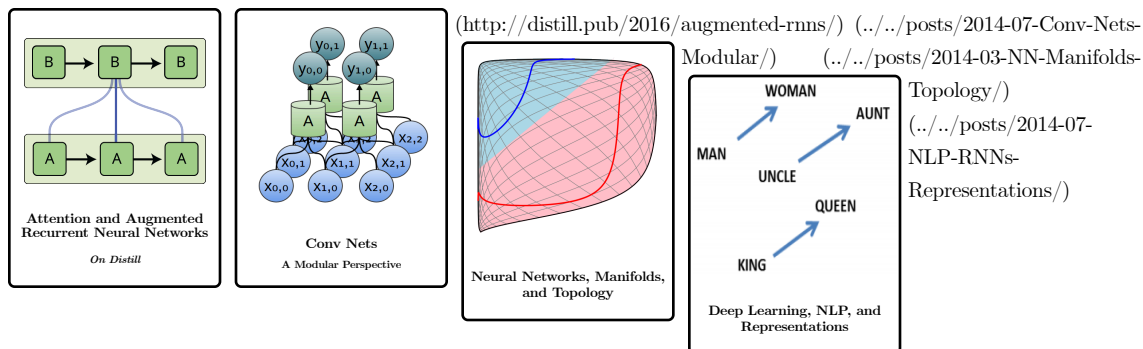 B B B
A A A
Attention and Augmented
Recurrent Neural Networks
On Distill
y0,1 y1,1
y0,0 y1,0
A A
A A
x2,2
x0,1 x1,1 x2,1
x0,0 x1,0 x2,0
Conv Nets
A Modular Perspective
(http://distill.pub/2016/augmented-rnns/) (../../posts/2014-07-Conv-Nets-
Modular/) (../../posts/2014-03-NN-Manifolds-
Topology/)
(../../posts/2014-07-
NLP-RNNs-
Representations/)
Neural Networks, Manifolds,
and Topology
WOMAN
AUNT
MAN
UNCLE
QUEEN
KING
Deep Learning, NLP, and
Representations